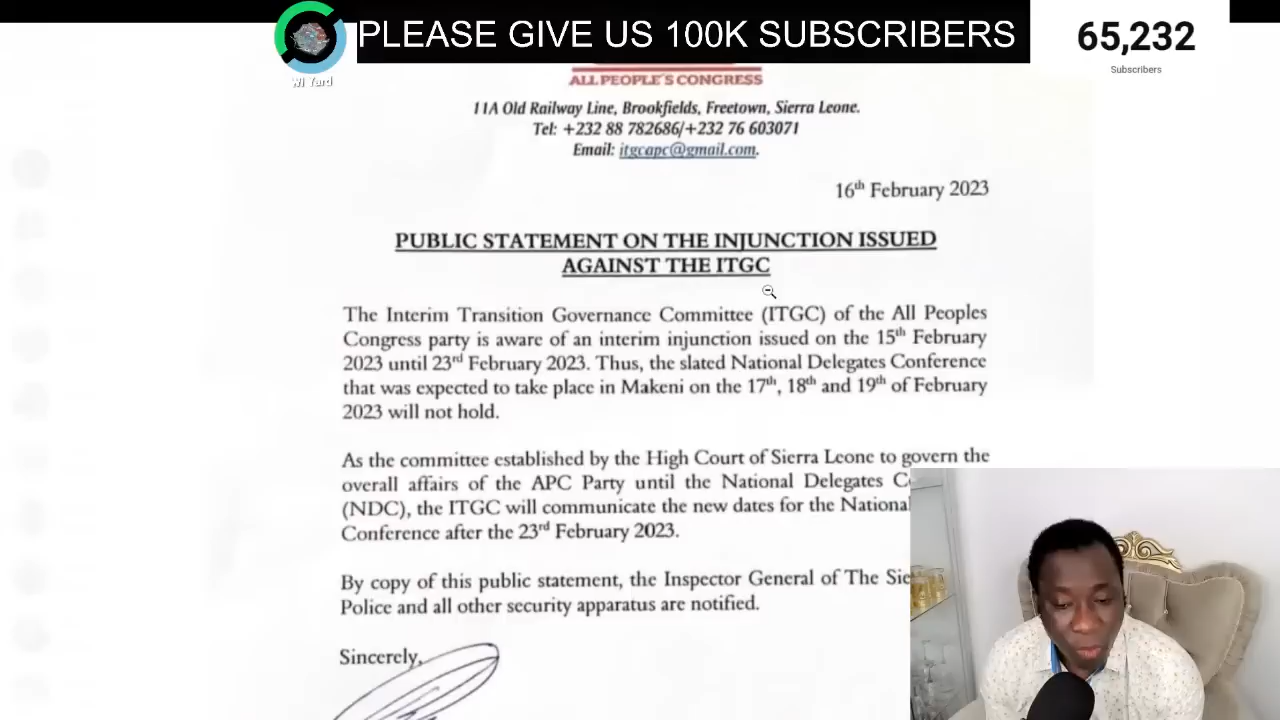 PLEASE GIVE US 100K SUBSCRIBERS
65,232
Subscribers
Wi Yard
ALL PEOPLE'S CONGRESS
11A Old Railway Line, Brookfields, Freetown, Sierra Leone.
Tel: +232 88 782686/+232 76 603071
Email: itgcapc@gmail.com.
16th February 2023
PUBLIC STATEMENT ON THE INJUNCTION ISSUED
AGAINST THE ITGC
The Interim Transition Governance Committee (ITGC) of the All Peoples
Congress party is aware of an interim injunction issued on the 15th February
2023 until 23rd February 2023. Thus, the slated National Delegates Conference
that was expected to take place in Makeni on the 17th, 18th and 19th of February
2023 will not hold.
As the committee established by the High Court of Sierra Leone to govern the
overall affairs of the APC Party until the National Delegates
(NDC), the ITGC will communicate the new dates for the National
Conference after the 23rd February 2023.
By copy of this public statement, the Inspector General of The
Police and all other security apparatus are notified.
Sincerely,